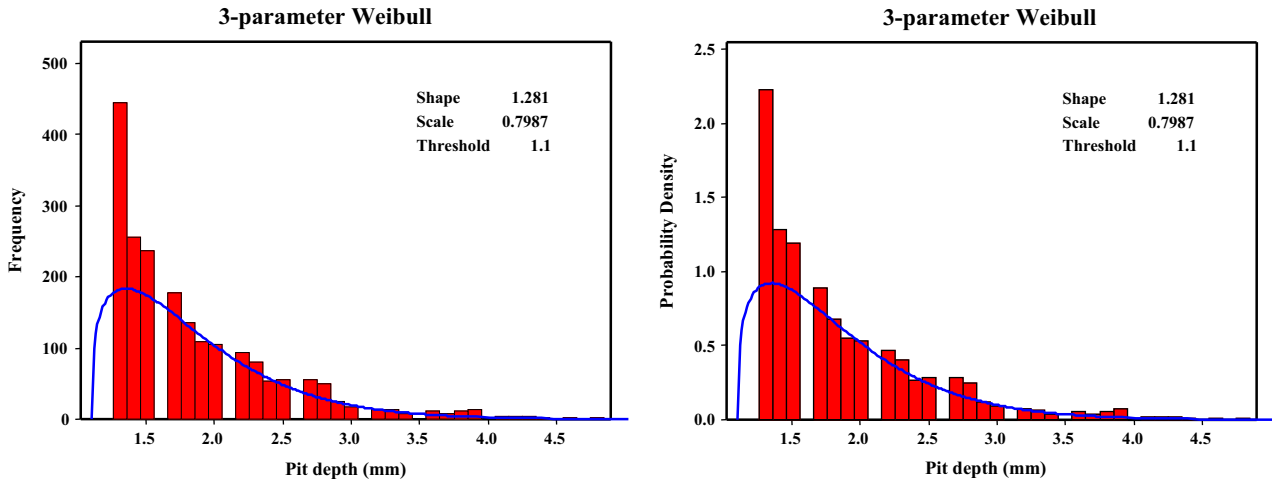 3-parameter Weibull
500
400
300
200
100
0
Frequency
Shape 1.281
Scale 0.7987
Threshold 1.1
1.5 2.0 2.5 3.0 3.5 4.0 4.5
Pit depth (mm)
3-parameter Weibull
2.5
2.0
1.5
1.0
0.5
0.0
Probability Density
Shape 1.281
Scale 0.7987
Threshold 1.1
1.5 2.0 2.5 3.0 3.5 4.0 4.5
Pit depth (mm)